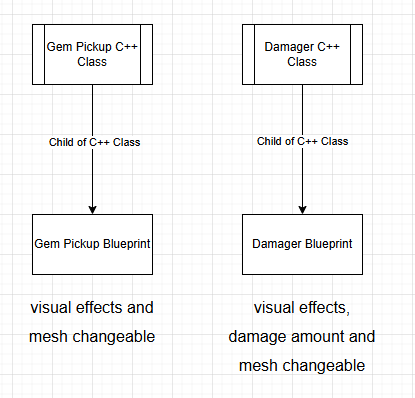 Gem Pickup C++
Class
Damager C++
Class
Child of C++ Class
Child of C++ Class
Gem Pickup Blueprint
Damager Blueprint
visual effects and
mesh changeable
visual effects,
damage amount and
mesh changeable